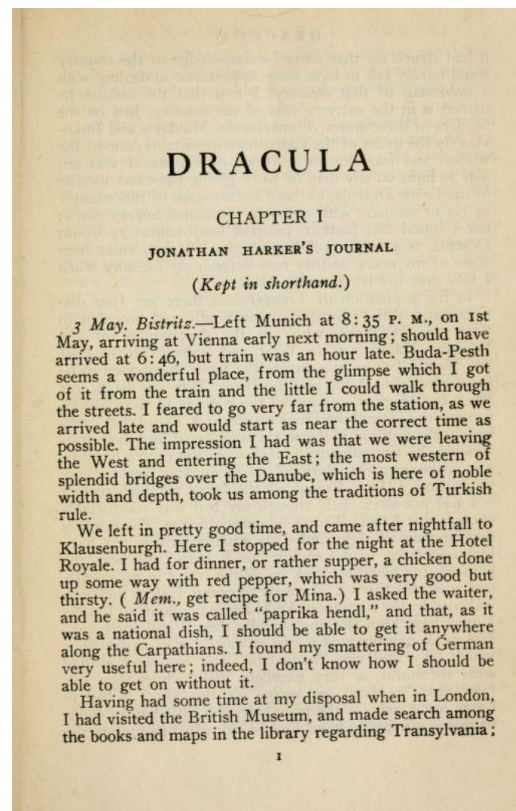 DRACULA
CHAPTER I
JONATHAN HARKER'S JOURNAL
(Kept in shorthand.)
3 May. Bistritz.—Left Munich at 8:35 P. M., on 1st
May, arriving at Vienna early next morning; should have
arrived at 6:46, but train was an hour late. Buda-Pesth
seems a wonderful place, from the glimpse which I got
of it from the train and the little I could walk through
the streets. I feared to go very far from the station, as we
arrived late and would start as near the correct time as
possible. The impression I had was that we were leaving
the West and entering the East; the most western of
splendid bridges over the Danube, which is here of noble
width and depth, took us among the traditions of Turkish
rule.
We left in pretty good time, and came after nightfall to
Klausenburgh. Here I stopped for the night at the Hotel
Royale. I had for dinner, or rather supper, a chicken done
up some way with red pepper, which was very good but
thirsty. ( Mem., get recipe for Mina.) I asked the waiter,
and he said it was called "paprika hendl," and that, as it
was a national dish, I should be able to get it anywhere
along the Carpathians. I found my smattering of German
very useful here; indeed, I don't know how I should be
able to get on without it.
Having had some time at my disposal when in London,
I had visited the British Museum, and made search among
the books and maps in the library regarding Transylvania;
1